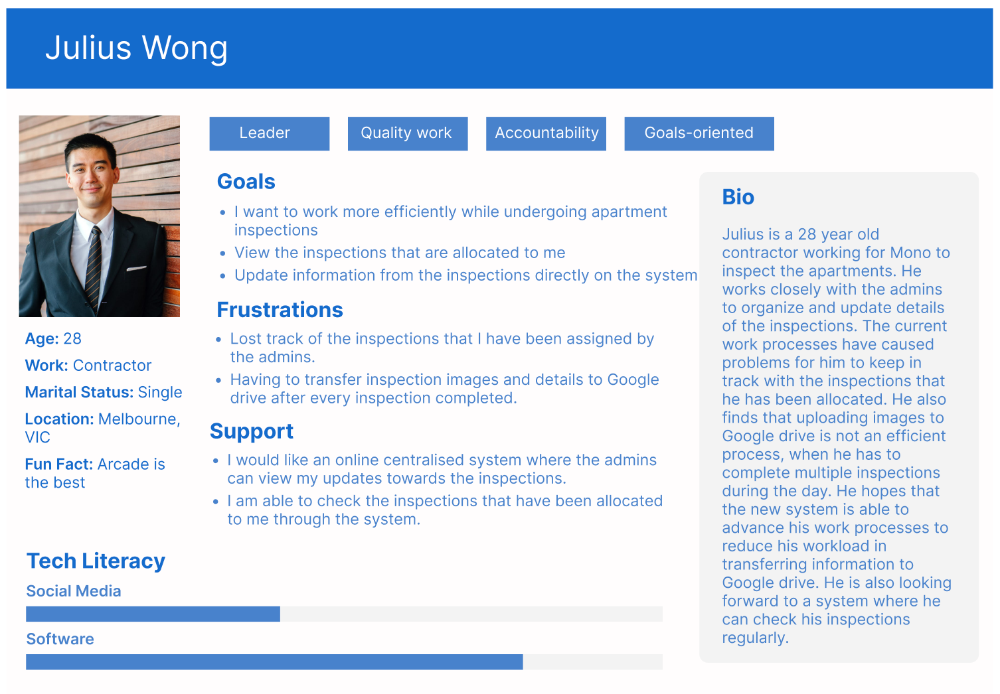 Julius Wong
Leader
Quality work
Accountability
Goals-oriented
Age: 28
Work: Contractor
Marital Status: Single
Location: Melbourne,
VIC
Fun Fact: Arcade is
the best
Goals
• I want to work more efficiently while undergoing apartment
inspections
• View the inspections that are allocated to me
• Update information from the inspections directly on the system
Frustrations
• Lost track of the inspections that I have been assigned by
the admins.
• Having to transfer inspection images and details to Google
drive after every inspection completed.
Support
• I would like an online centralised system where the admins
can view my updates towards the inspections.
• I am able to check the inspections that have been allocated
to me through the system.
Tech Literacy
Social Media
Software
Bio
Julius is a 28 year old
contractor working for Mono to
inspect the apartments. He
works closely with the admins
to organize and update details
of the inspections. The current
work processes have caused
problems for him to keep in
track with the inspections that
he has been allocated. He also
finds that uploading images to
Google drive is not an efficient
process, when he has to
complete multiple inspections
during the day. He hopes that
the new system is able to
advance his work processes to
reduce his workload in
transferring information to
Google drive. He is also looking
forward to a system where he
can check his inspections
regularly.